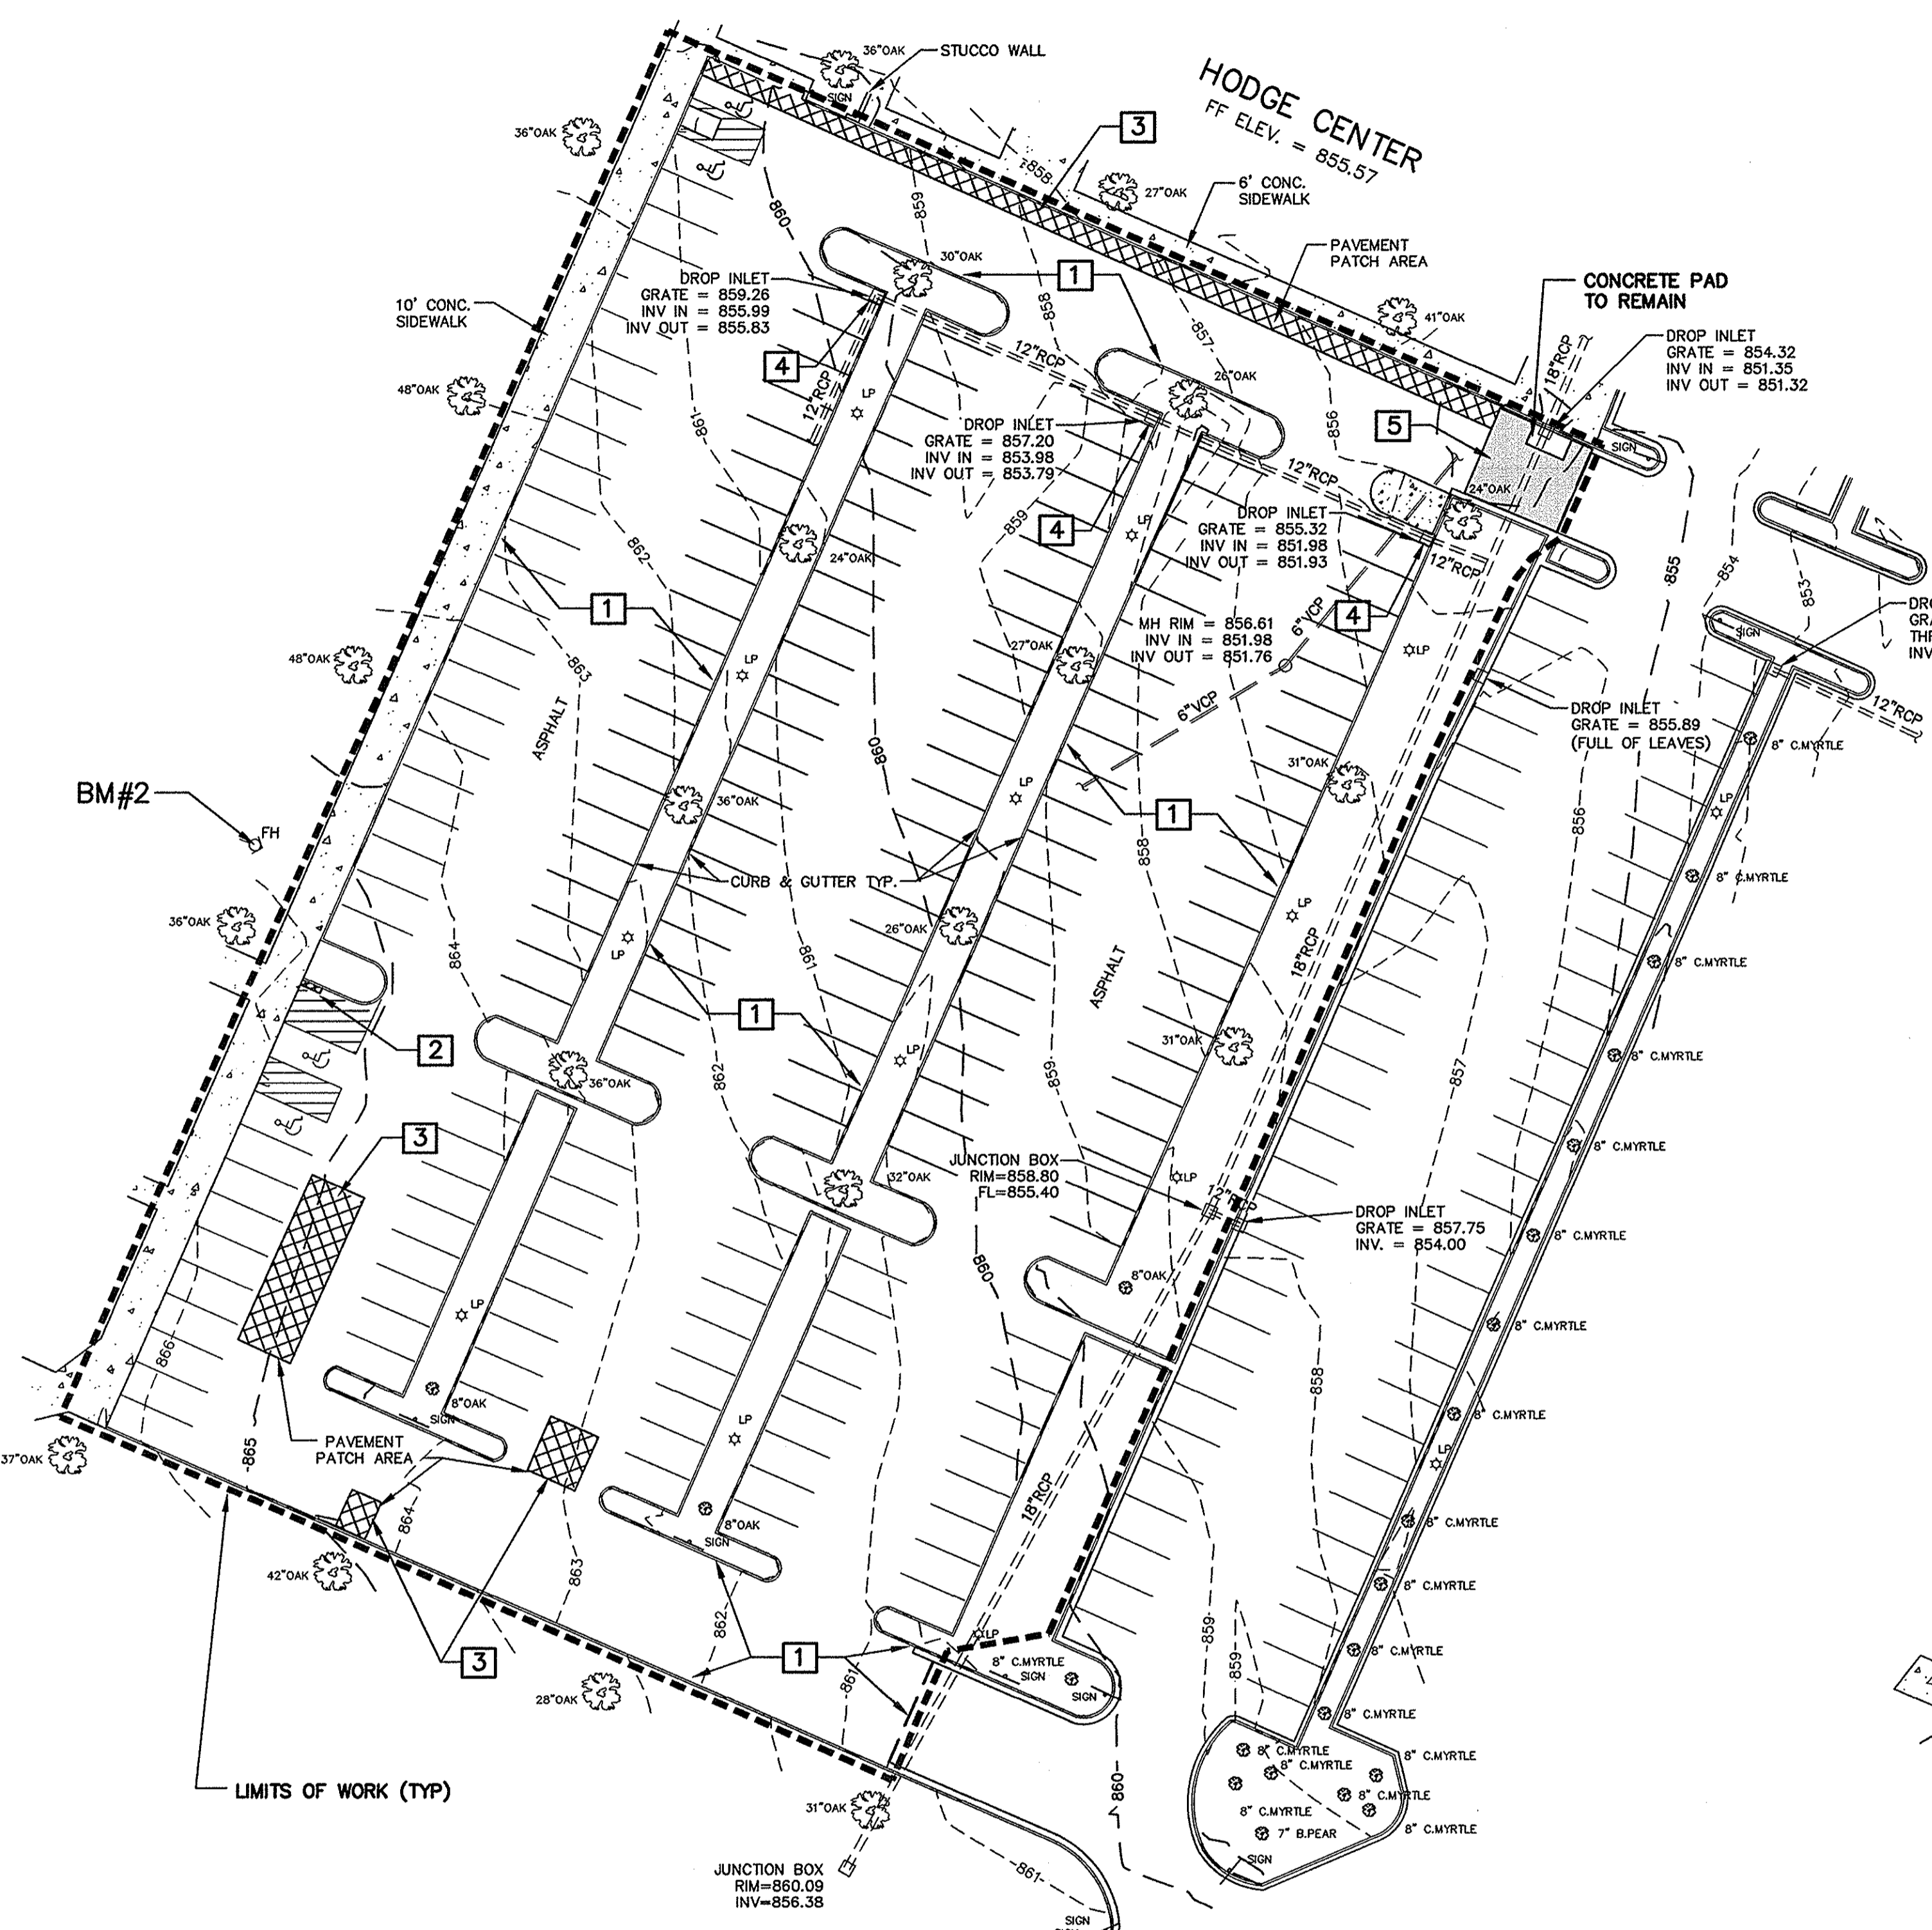 36"OAK
STUCCO WALL
SIGN
HODGE CENTER
FF ELEV. = 855.57
3
36"OAK
858
27"OAK
6' CONC.
SIDEWALK
860
859
30"OAK
1
PAVEMENT
PATCH AREA
CONCRETE PAD
TO REMAIN
DROP INLET
GRATE = 859.26
INV IN = 855.99
INV OUT = 855.83
10' CONC.
SIDEWALK
858
857
41"OAK
18"RCP
DROP INLET
GRATE = 854.32
INV IN = 851.35
INV OUT = 851.32
4
12"RCP
12"RCP
LP
26"OAK
48"OAK
861
DROP INLET
GRATE = 857.20
INV IN = 853.98
INV OUT = 853.79
856
5
SIGN
12"RCP
24"OAK
4
859
LP
DROP INLET
GRATE = 855.32
INV IN = 851.98
INV OUT = 851.93
12"RCP
862
24"OAK
855
854
853
1
MH RIM = 856.61
INV IN = 851.98
INV OUT = 851.76
6"VCP
4
SIGN
48"OAK
863
LP
27"OAK
LP
6"VCP
DROP INLET
GRATE = 855.89
(FULL OF LEAVES)
12"RCP
8" C.MYRTLE
ASPHALT
860
31"OAK
BM#2
FH
36"OAK
LP
1
858
856
LP
CURB & GUTTER TYP.
8" C.MYRTLE
36"OAK
26"OAK
LP
864
LP
861
ASPHALT
18"RCP
8" C.MYRTLE
1
2
LP
31"OAK
8" C.MYRTLE
36"OAK
862
859
857
3
8" C.MYRTLE
JUNCTION BOX
RIM=858.80
FL=855.40
32"OAK
LP
12"RCP
DROP INLET
GRATE = 857.75
INV. = 854.00
8" C.MYRTLE
860
8"OAK
LP
8" C.MYRTLE
866
858
8"OAK
SIGN
LP
8" C.MYRTLE
37"OAK
865
PAVEMENT
PATCH AREA
LP
18"RCP
8"OAK
SIGN
864
8" C.MYRTLE
42"OAK
863
862
8" C.MYRTLE
859
859
LP
8" C.MYRTLE
SIGN
SIGN
3
1
861
28"OAK
8" C.MYRTLE
8" C.MYRTLE
LIMITS OF WORK (TYP)
31"OAK
860
8" C.MYRTLE
8" C.MYRTLE
8" C.MYRTLE
8" C.MYRTLE
8" C.MYRTLE
7" B.PEAR
8" C.MYRTLE
SIGN
JUNCTION BOX
RIM=860.09
INV=856.38
861
SIGN